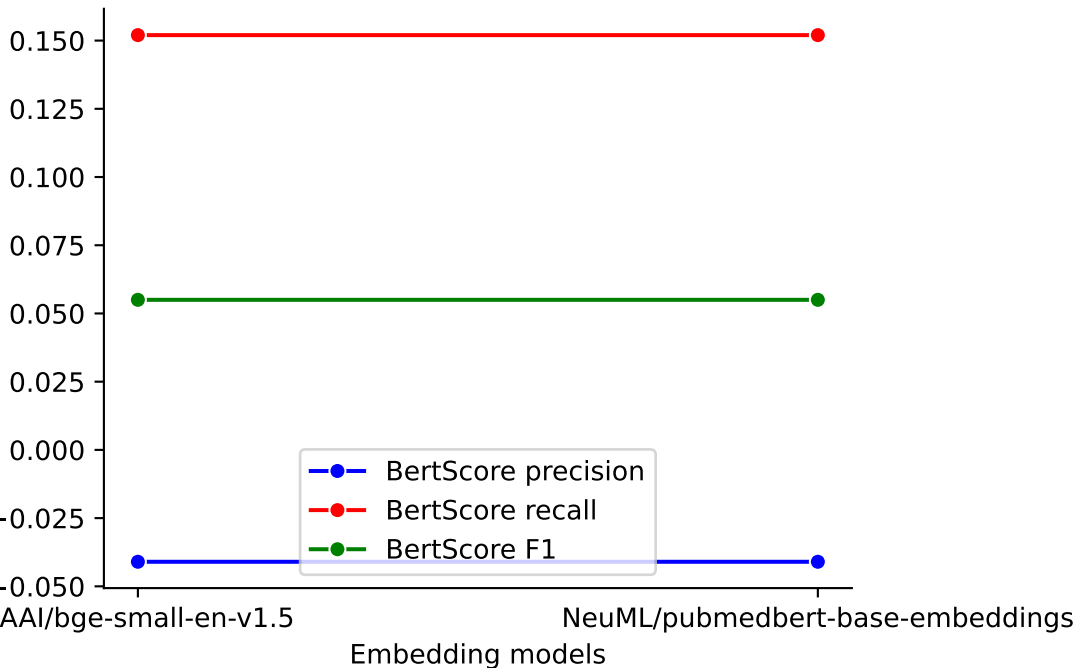 0.150
0.125
0.100
0.075
0.050
0.025
0.000
-0.025
-0.050
BertScore precision
BertScore recall
BertScore F1
AAI/bge-small-en-v1.5 NeuML/pubmedbert-base-embeddings
Embedding models